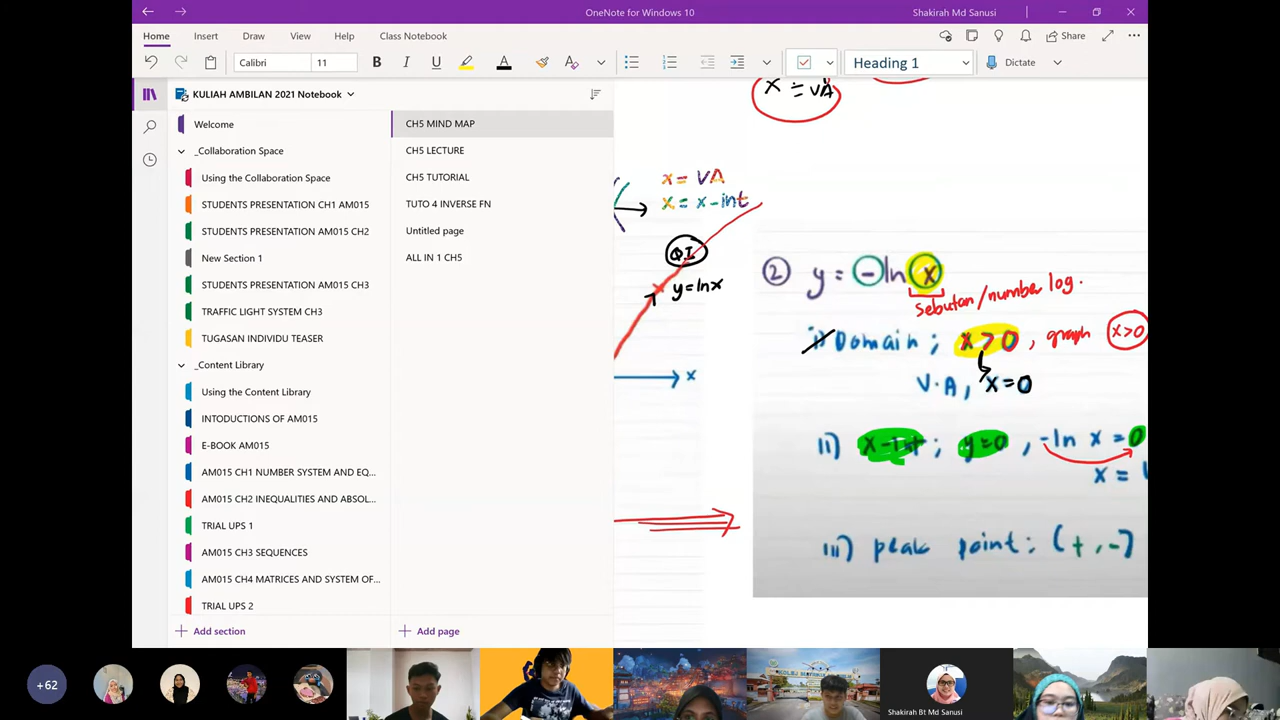 OneNote for Windows 10
Shakirah Md Sanusi
Home Insert Draw View Help Class Notebook
Share
Calibri 11 B I U A Heading 1 Dictate
KULIAH AMBILAN 2021 Notebook
Welcome
_Collaboration Space
Using the Collaboration Space
STUDENTS PRESENTATION CH1 AM015
STUDENTS PRESENTATION AM015 CH2
New Section 1
STUDENTS PRESENTATION AM015 CH3
TRAFFIC LIGHT SYSTEM CH3
TUGASAN INDIVIDU TEASER
_Content Library
Using the Content Library
INTODUCTIONS OF AM015
E-BOOK AM015
AM015 CH1 NUMBER SYSTEM AND EQ...
AM015 CH2 INEQUALITIES AND ABSOL...
TRIAL UPS 1
AM015 CH3 SEQUENCES
AM015 CH4 MATRICES AND SYSTEM OF...
TRIAL UPS 2
+ Add section
CH5 MIND MAP
CH5 LECTURE
CH5 TUTORIAL
TUTO 4 INVERSE FN
Untitled page
ALL IN 1 CH5
+ Add page
x = VA
x = VA
x = x-int
QI
y = ln x
x
② y = -ln x
sebutan/number log.
i) Domain ; x > 0 , graph x>0
V.A, x = 0
ii) x-int ; y=0 , -ln x = 0
x =
iii) peak point : (+,-)
+62
Shakirah Bt Md Sanusi